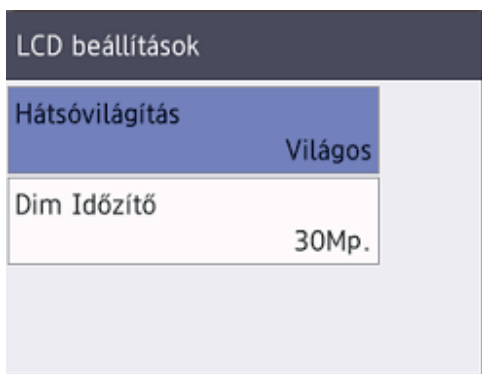 LCD beállítások
Hátsóvilágítás
Világos
Dim Időzítő
30Mp.